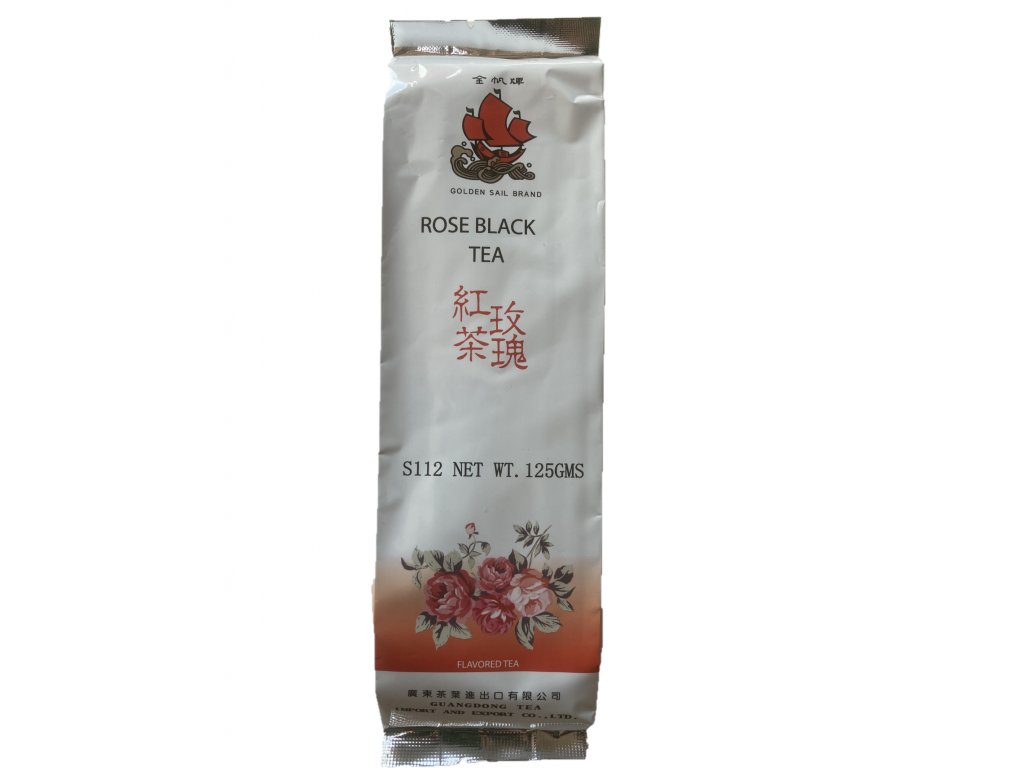 金帆牌
GOLDEN SAIL BRAND
ROSE BLACK
TEA
玫瑰
紅茶
S112 NET WT. 125GMS
FLAVORED TEA
廣東茶葉進出口有限公司
GUANGDONG TEA
IMPORT AND EXPORT CO.,LTD.